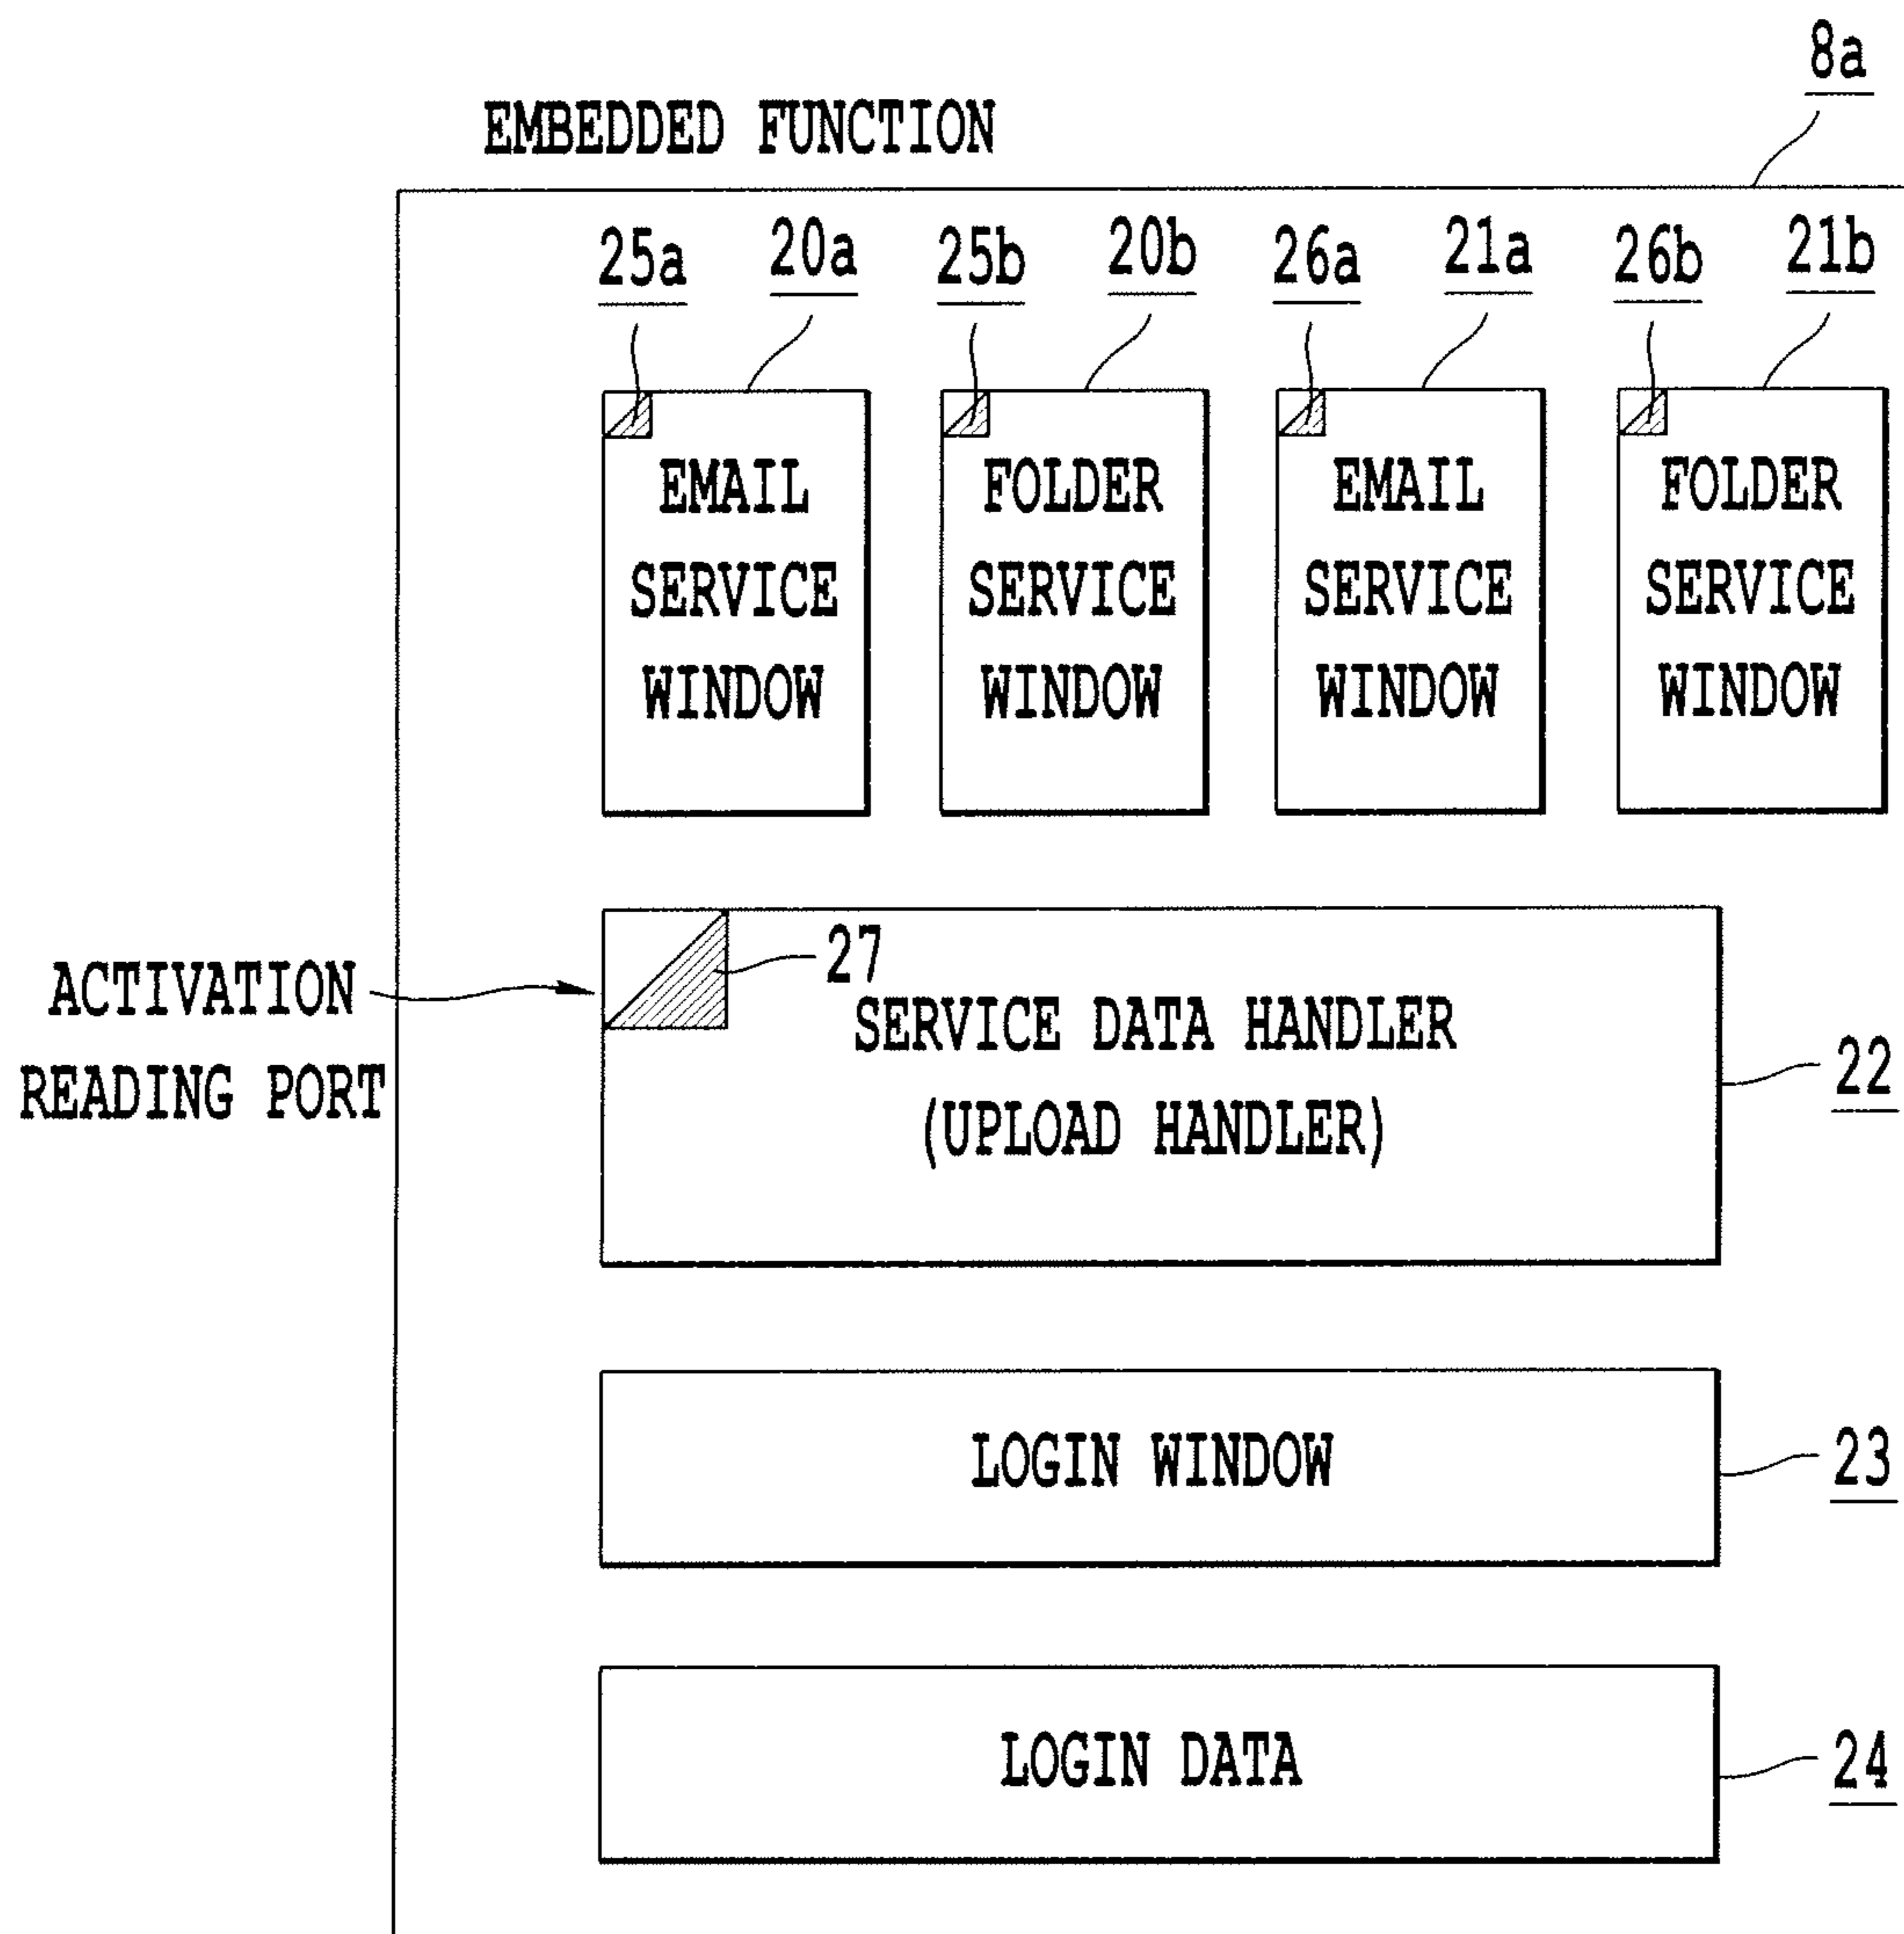 8a
EMBEDDED FUNCTION
25a 20a 25b 20b 26a 21a 26b 21b
EMAIL
SERVICE
WINDOW
FOLDER
SERVICE
WINDOW
EMAIL
SERVICE
WINDOW
FOLDER
SERVICE
WINDOW
ACTIVATION
READING PORT
27
SERVICE DATA HANDLER
(UPLOAD HANDLER)
22
LOGIN WINDOW
23
LOGIN DATA
24